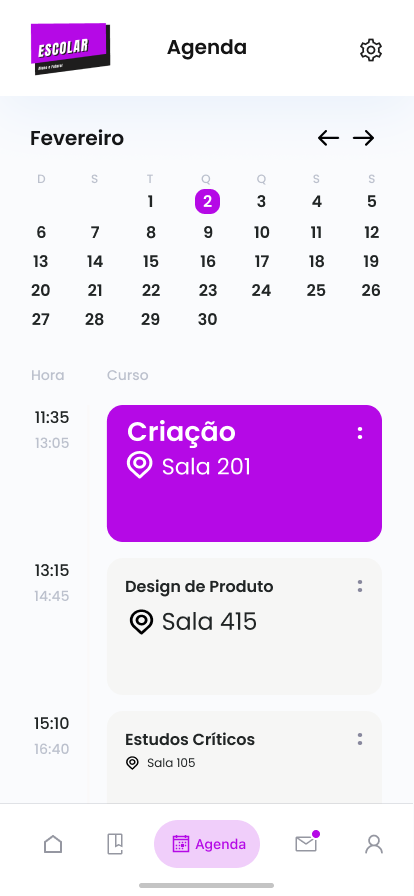 ESCOLAR
Agenda
Fevereiro
D S T Q Q S S
1 2 3 4 5
6 7 8 9 10 11 12
13 14 15 16 17 18 19
20 21 22 23 24 25 26
27 28 29 30
Hora Curso
11:35
13:05
Criação
Sala 201
13:15
14:45
Design de Produto
Sala 415
15:10
16:40
Estudos Críticos
Sala 105
Agenda